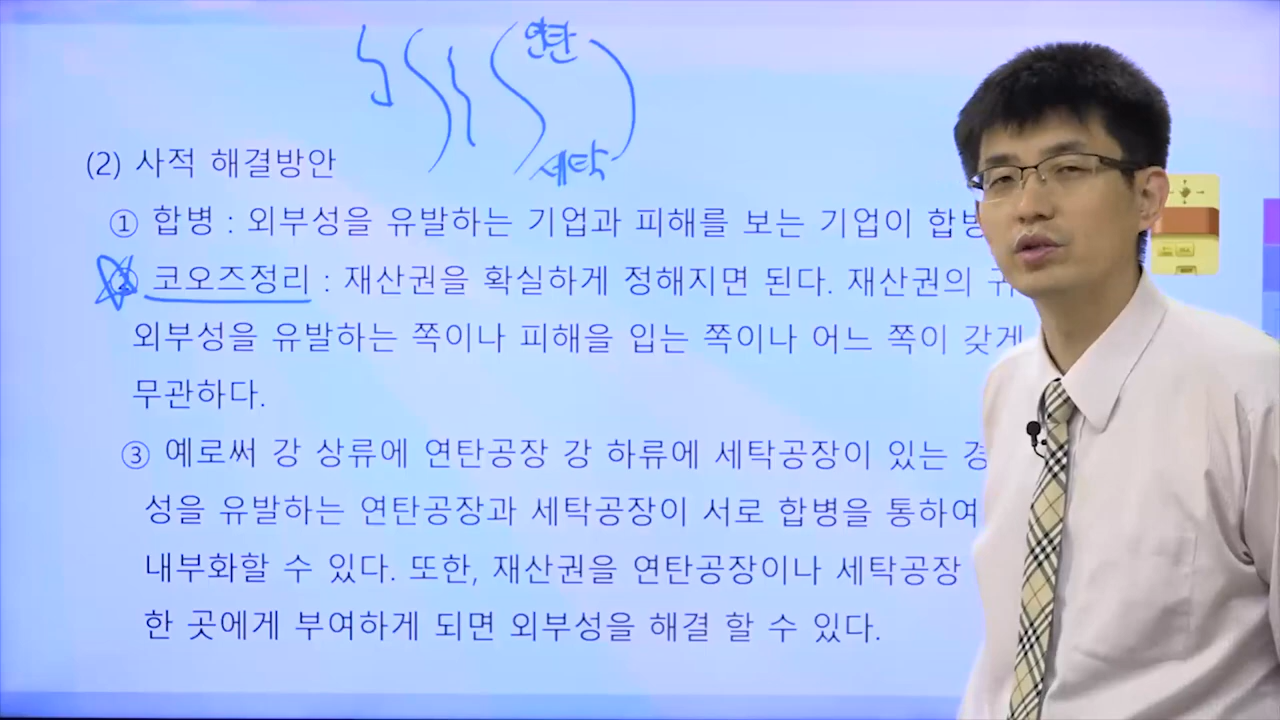 연탄
세탁
(2) 사적 해결방안
① 합병 : 외부성을 유발하는 기업과 피해를 보는 기업이
② 코오즈정리 : 재산권을 확실하게 정해지면 된다. 재산권의
외부성을 유발하는 쪽이나 피해을 입는 쪽이나 어느 쪽이 갖게
무관하다.
③ 예로써 강 상류에 연탄공장 강 하류에 세탁공장이 있는
성을 유발하는 연탄공장과 세탁공장이 서로 합병을 통하여
내부화할 수 있다. 또한, 재산권을 연탄공장이나 세탁공장
한 곳에게 부여하게 되면 외부성을 해결 할 수 있다.